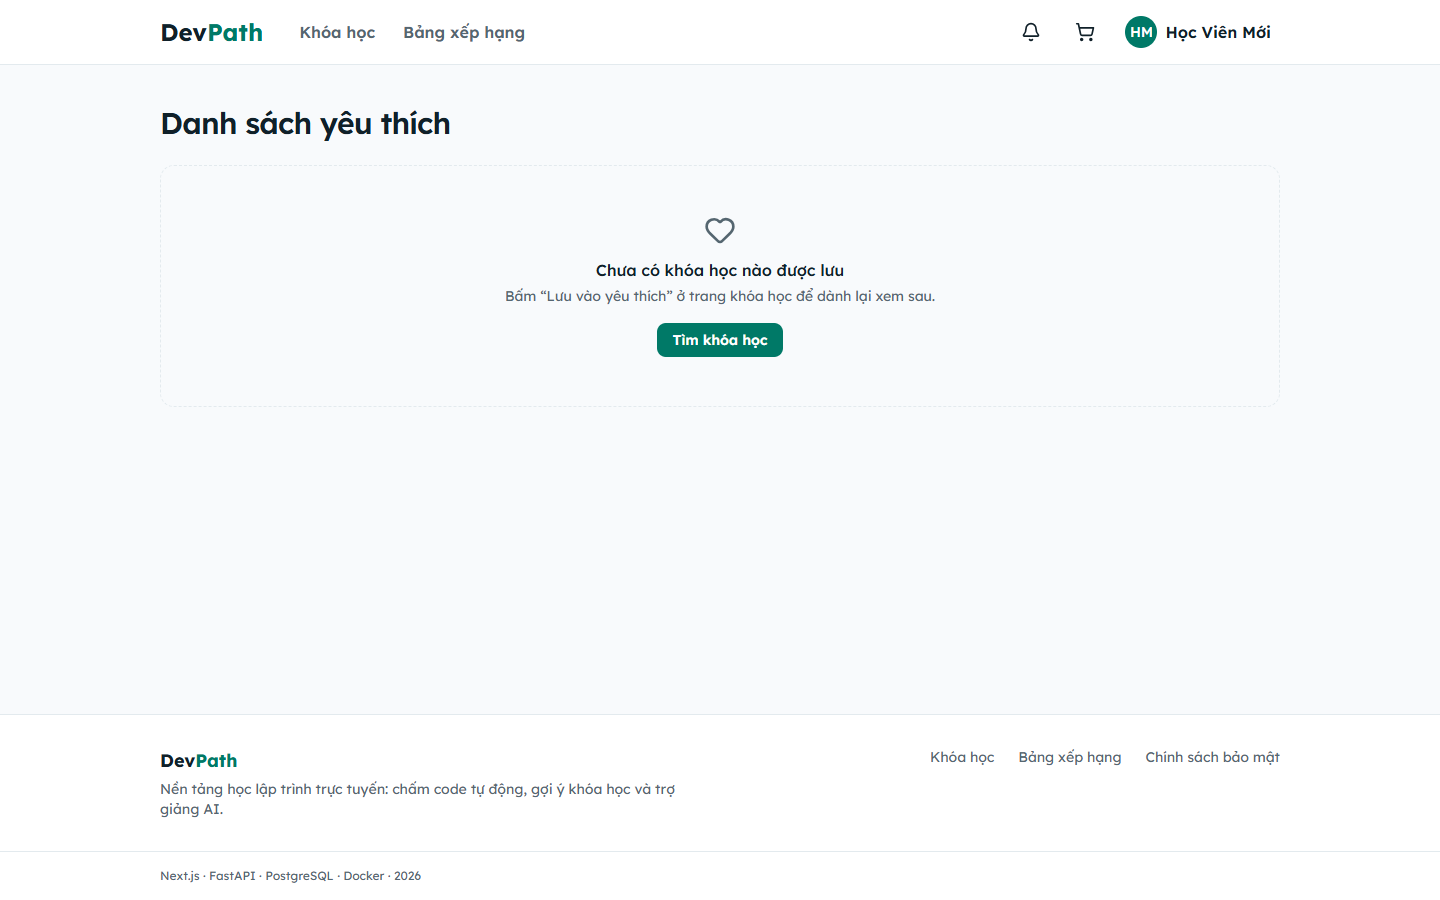 DevPath
Khóa học
Bảng xếp hạng
HM
Học Viên Mới
Danh sách yêu thích
Chưa có khóa học nào được lưu
Bấm “Lưu vào yêu thích” ở trang khóa học để dành lại xem sau.
Tìm khóa học
DevPath
Nền tảng học lập trình trực tuyến: chấm code tự động, gợi ý khóa học và trợ
giảng AI.
Khóa học
Bảng xếp hạng
Chính sách bảo mật
Next.js · FastAPI · PostgreSQL · Docker · 2026